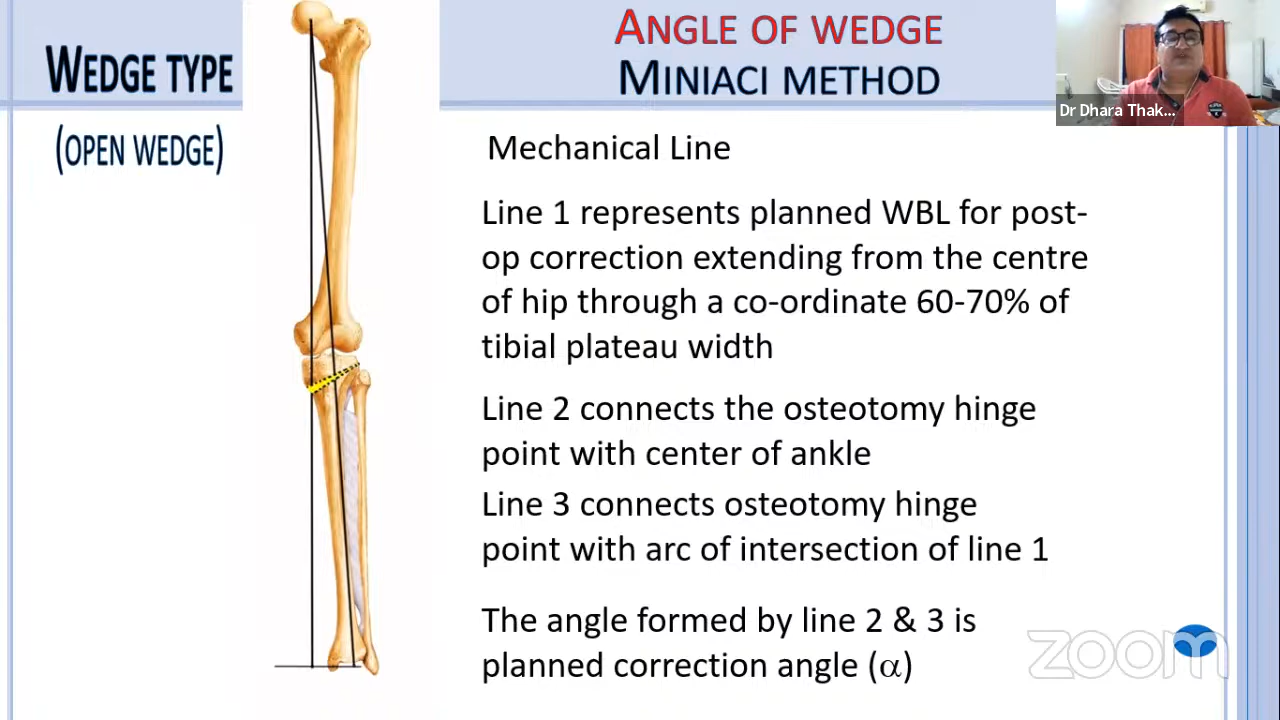 WEDGE TYPE
(OPEN WEDGE)
ANGLE OF WEDGE
MINIACI METHOD
Dr Dhara Thak...
Mechanical Line
Line 1 represents planned WBL for post-
op correction extending from the centre
of hip through a co-ordinate 60-70% of
tibial plateau width
Line 2 connects the osteotomy hinge
point with center of ankle
Line 3 connects osteotomy hinge
point with arc of intersection of line 1
The angle formed by line 2 & 3 is
planned correction angle (α)
zoom